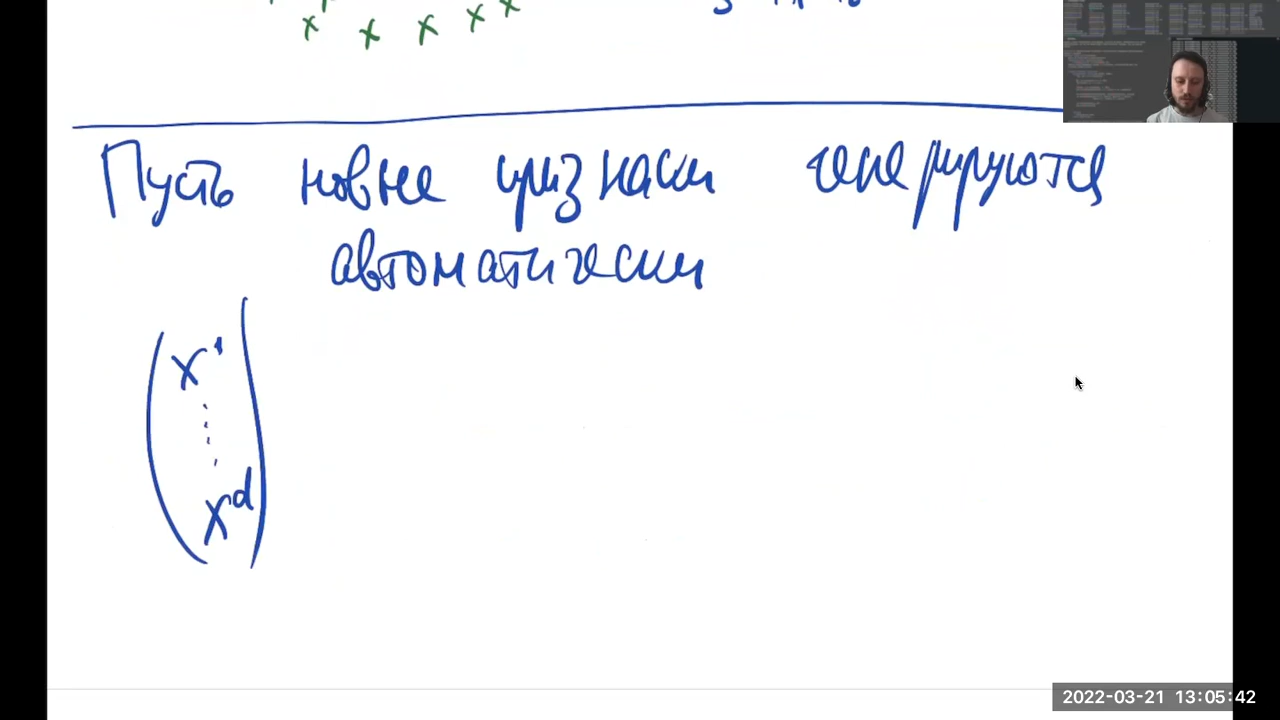 x x x x x
Пусть новые признаки генерируются
автоматически
x¹
⋮
xᵈ
2022-03-21 13:05:42